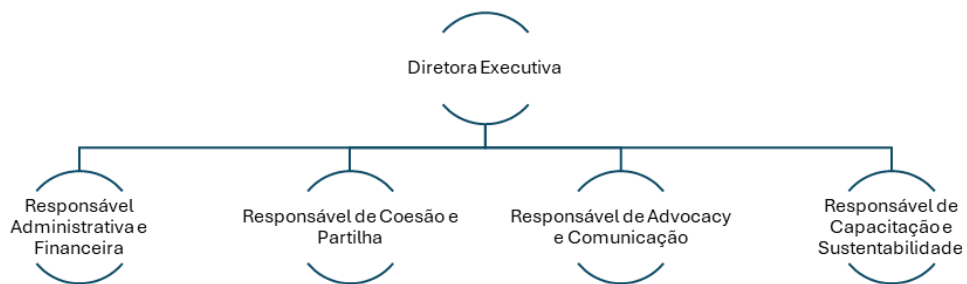 Diretora Executiva
Responsável
Administrativa e
Financeira
Responsável de Coesão e
Partilha
Responsável de Advocacy
e Comunicação
Responsável de
Capacitação e
Sustentabilidade